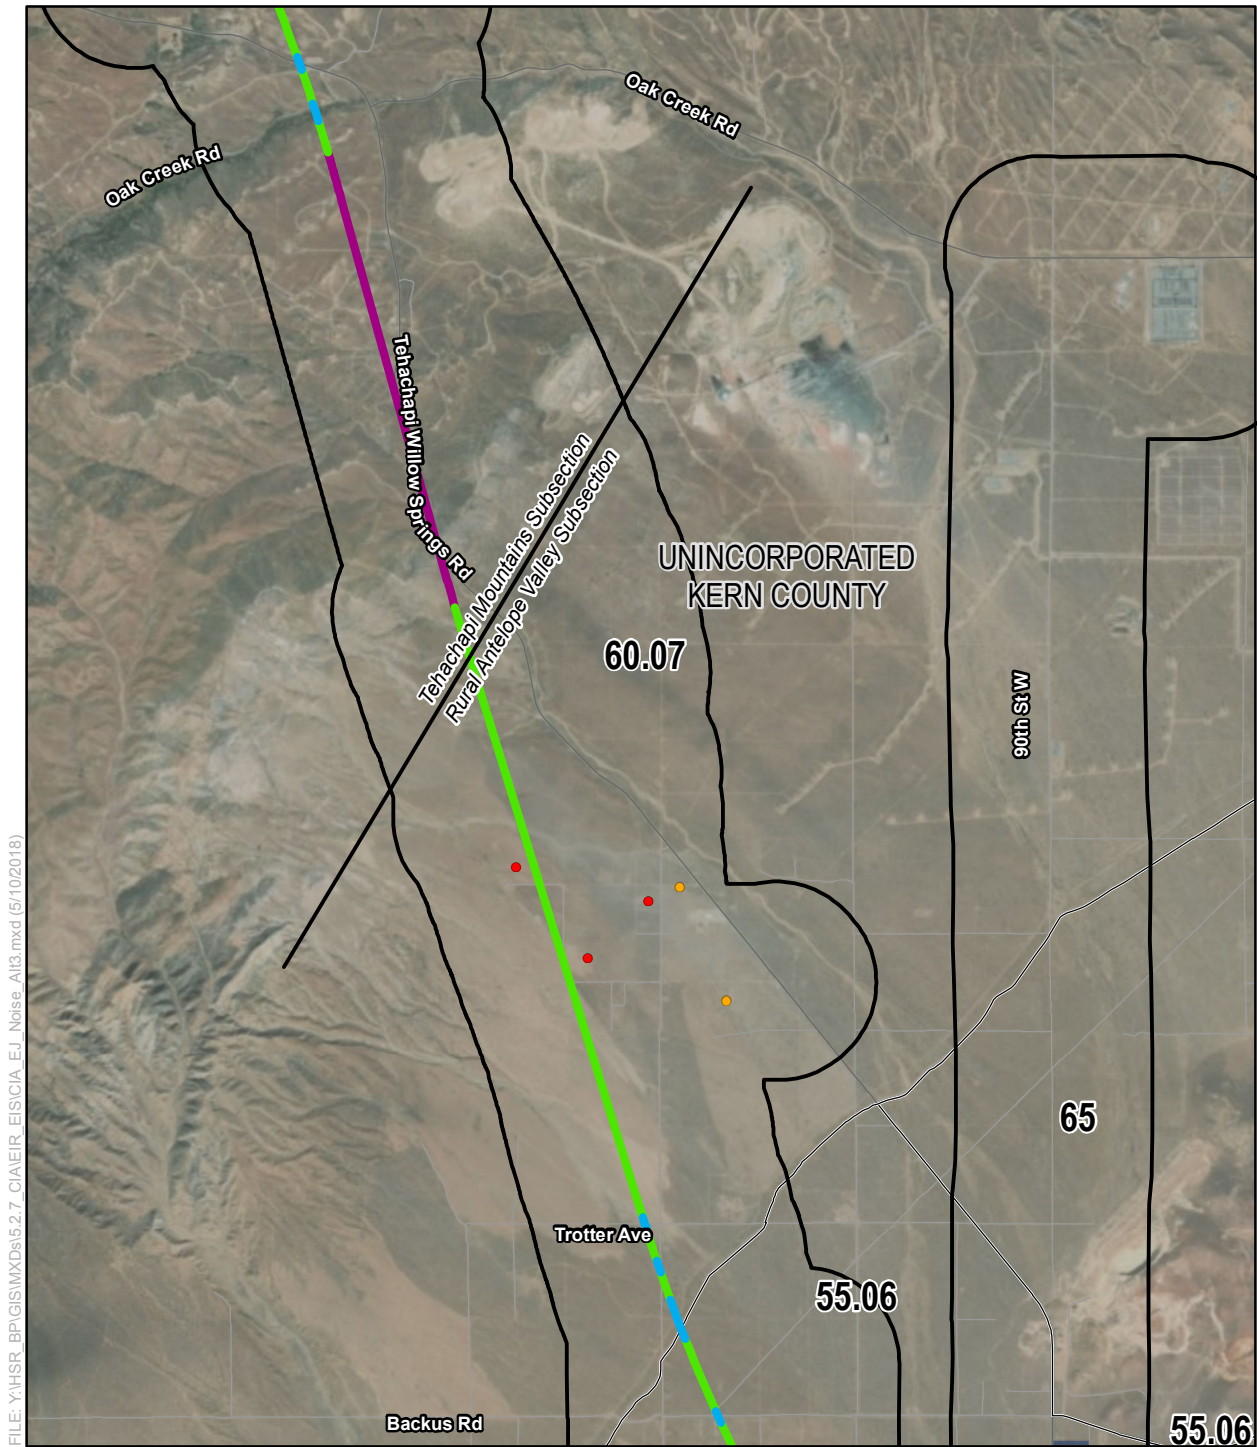 Oak Creek Rd
Oak Creek Rd
Tehachapi Willow Springs Rd
Tehachapi Mountains Subsection
Rural Antelope Valley Subsection
UNINCORPORATED
KERN COUNTY
60.07
90th St W
65
Trotter Ave
55.06
Backus Rd
55.06
FILE: Y:\HSR_BP\GIS\MXDs\5.2.7_CIA\EIR_EIS\CIA_EJ_Noise_Alt3.mxd (5/10/2018)